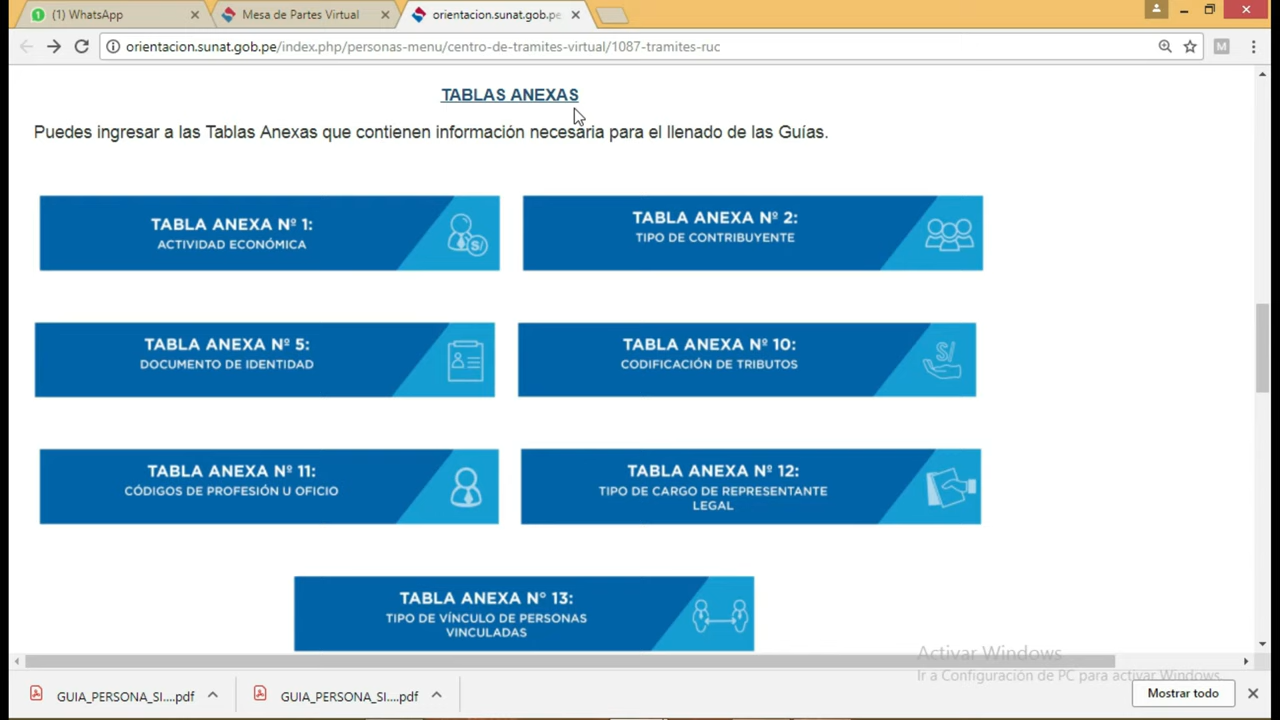 (1) WhatsApp
Mesa de Partes Virtual
orientacion.sunat.gob.pe
orientacion.sunat.gob.pe/index.php/personas-menu/centro-de-tramites-virtual/1087-tramites-ruc
M
TABLAS ANEXAS
Puedes ingresar a las Tablas Anexas que contienen información necesaria para el llenado de las Guías.
TABLA ANEXA Nº 1:
ACTIVIDAD ECONÓMICA
S/
TABLA ANEXA Nº 2:
TIPO DE CONTRIBUYENTE
TABLA ANEXA Nº 5:
DOCUMENTO DE IDENTIDAD
TABLA ANEXA Nº 10:
CODIFICACIÓN DE TRIBUTOS
S/
TABLA ANEXA Nº 11:
CÓDIGOS DE PROFESIÓN U OFICIO
TABLA ANEXA Nº 12:
TIPO DE CARGO DE REPRESENTANTE
LEGAL
TABLA ANEXA N° 13:
TIPO DE VÍNCULO DE PERSONAS
VINCULADAS
Activar Windows
Ir a Configuración de PC para activar Windows.
GUIA_PERSONA_SI....pdf
GUIA_PERSONA_SI....pdf
Mostrar todo